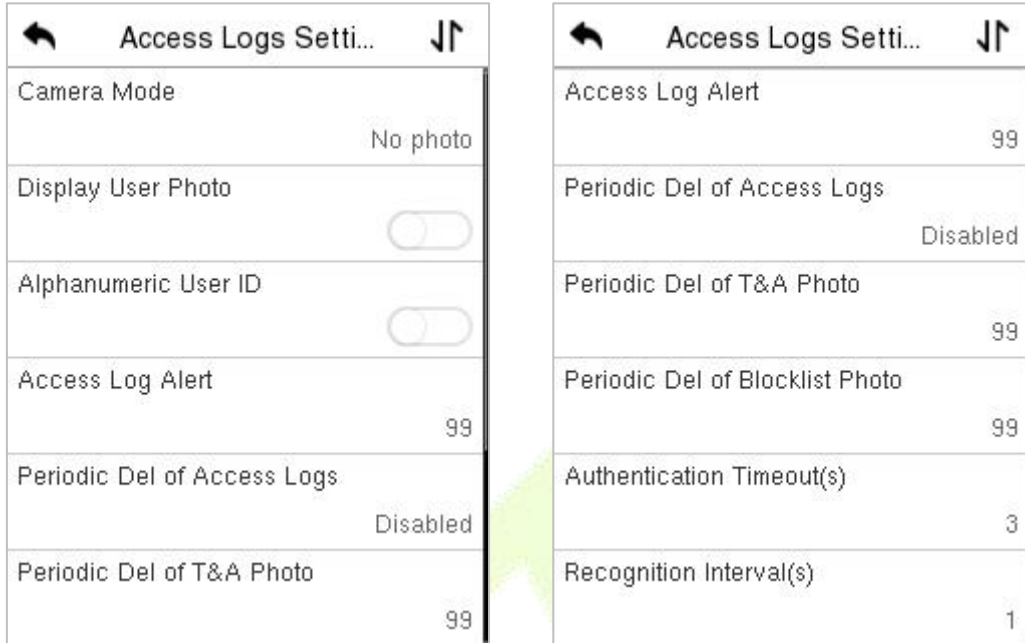 Access Logs Setti...
Camera Mode
No photo
Display User Photo
Alphanumeric User ID
Access Log Alert
99
Periodic Del of Access Logs
Disabled
Periodic Del of T&A Photo
99
Access Logs Setti...
Access Log Alert
99
Periodic Del of Access Logs
Disabled
Periodic Del of T&A Photo
99
Periodic Del of Blocklist Photo
99
Authentication Timeout(s)
3
Recognition Interval(s)
1